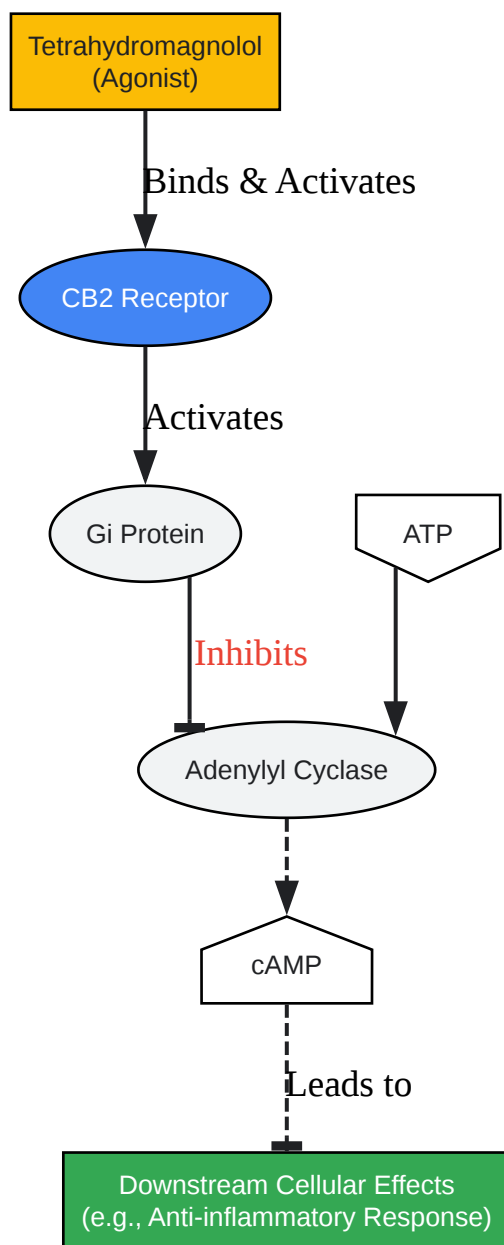 Tetrahydromagnolol
(Agonist)
Binds & Activates
CB2 Receptor
Activates
Gi Protein
ATP
Inhibits
Adenylyl Cyclase
cAMP
Leads to
Downstream Cellular Effects
(e.g., Anti-inflammatory Response)